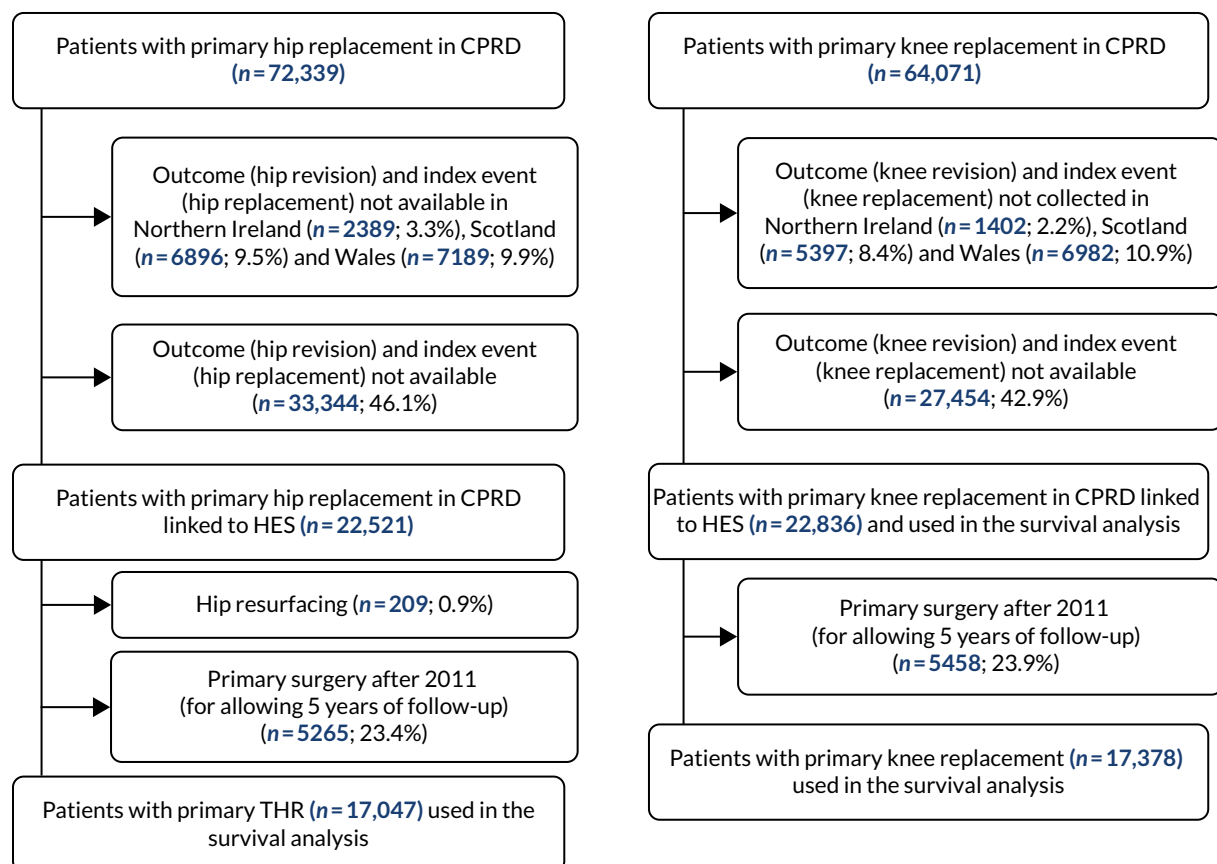 Patients with primary hip replacement in CPRD
(n = 72,339)
Outcome (hip revision) and index event
(hip replacement) not available in
Northern Ireland (n = 2389; 3.3%), Scotland
(n = 6896; 9.5%) and Wales (n = 7189; 9.9%)
Outcome (hip revision) and index event
(hip replacement) not available
(n = 33,344; 46.1%)
Patients with primary hip replacement in CPRD
linked to HES (n = 22,521)
Hip resurfacing (n = 209; 0.9%)
Primary surgery after 2011
(for allowing 5 years of follow-up)
(n = 5265; 23.4%)
Patients with primary THR (n = 17,047) used in the
survival analysis
Patients with primary knee replacement in CPRD
(n = 64,071)
Outcome (knee revision) and index event
(knee replacement) not collected in
Northern Ireland (n = 1402; 2.2%), Scotland
(n = 5397; 8.4%) and Wales (n = 6982; 10.9%)
Outcome (knee revision) and index event
(knee replacement) not available
(n = 27,454; 42.9%)
Patients with primary knee replacement in CPRD linked
to HES (n = 22,836) and used in the survival analysis
Primary surgery after 2011
(for allowing 5 years of follow-up)
(n = 5458; 23.9%)
Patients with primary knee replacement (n = 17,378)
used in the survival analysis